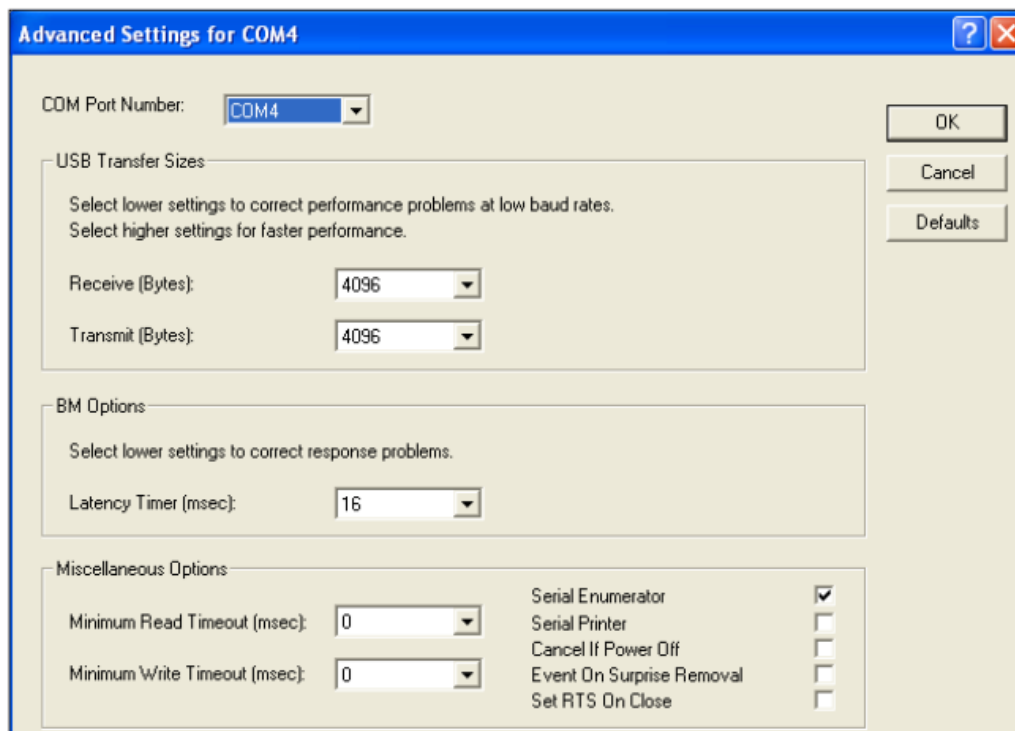 Advanced Settings for COM4
COM Port Number: COM4
OK
Cancel
Defaults
USB Transfer Sizes
Select lower settings to correct performance problems at low baud rates.
Select higher settings for faster performance.
Receive (Bytes): 4096
Transmit (Bytes): 4096
BM Options
Select lower settings to correct response problems.
Latency Timer (msec): 16
Miscellaneous Options
Minimum Read Timeout (msec): 0
Minimum Write Timeout (msec): 0
Serial Enumerator
Serial Printer
Cancel If Power Off
Event On Surprise Removal
Set RTS On Close